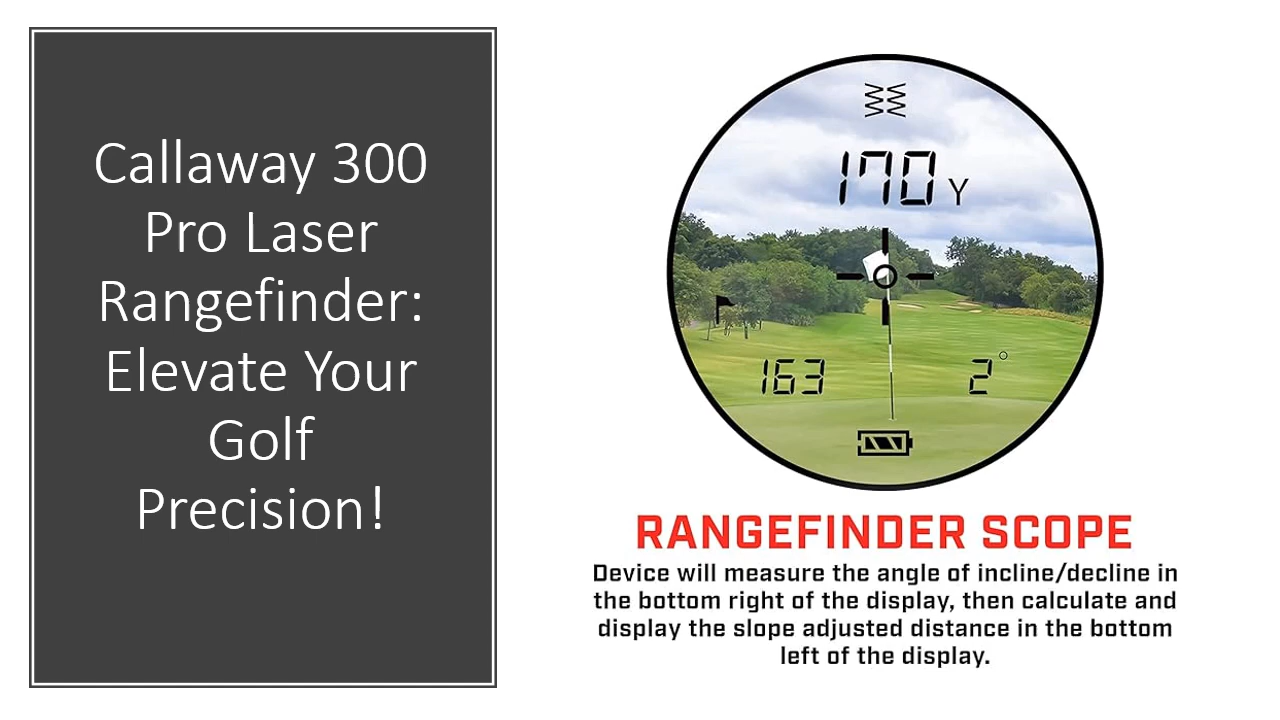 Callaway 300
Pro Laser
Rangefinder:
Elevate Your
Golf
Precision!
170 Y
163
2°
RANGEFINDER SCOPE
Device will measure the angle of incline/decline in
the bottom right of the display, then calculate and
display the slope adjusted distance in the bottom
left of the display.